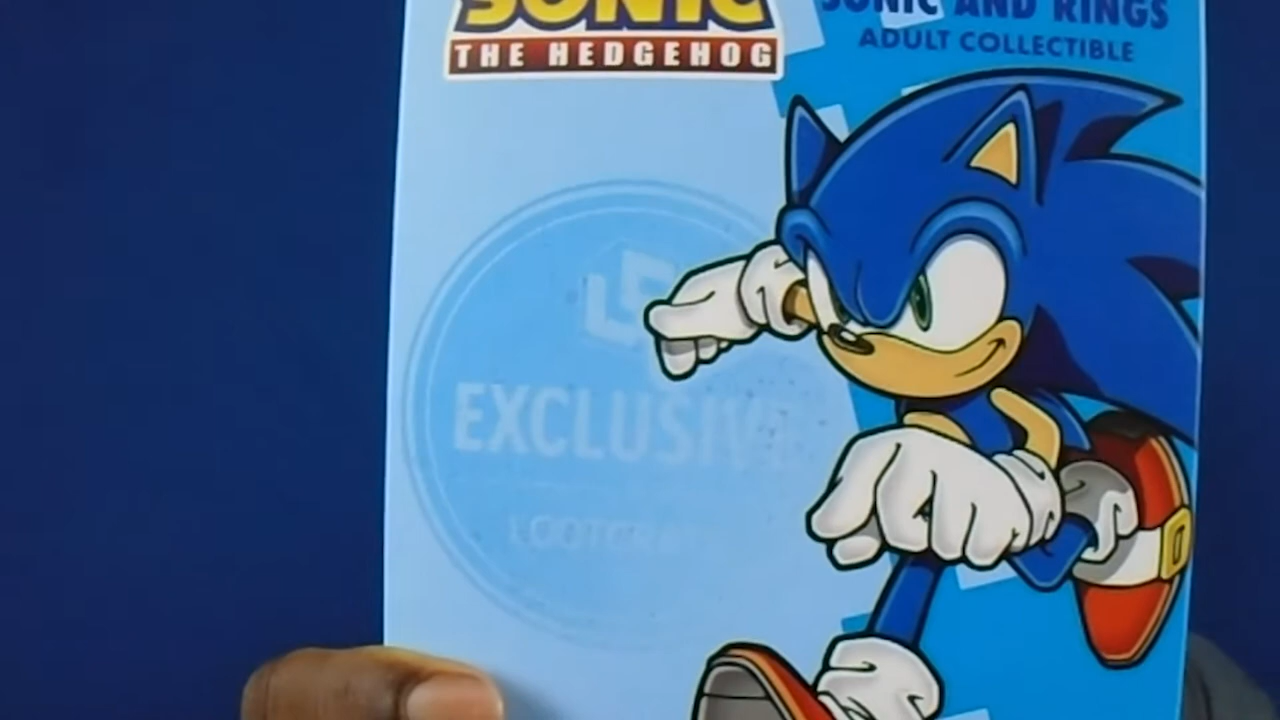 SONIC
THE HEDGEHOG
SONIC AND RINGS
ADULT COLLECTIBLE
EXCLUSIVE